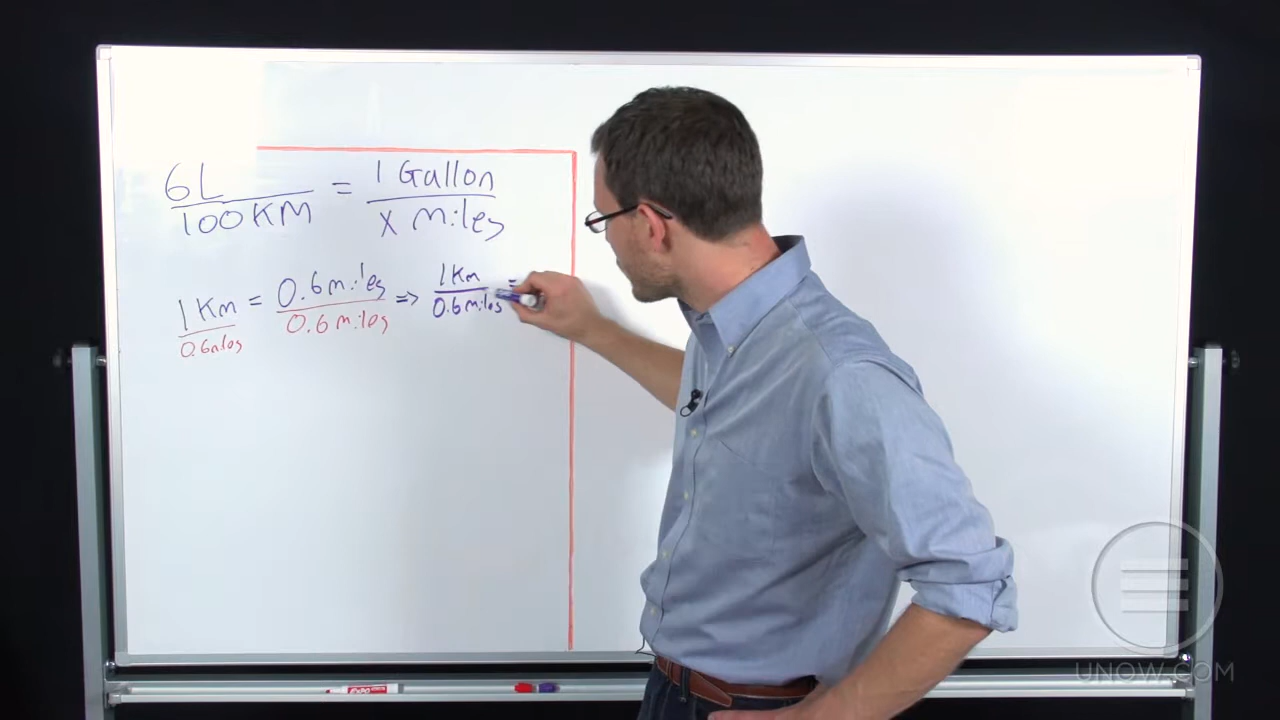 6L = 1 Gallon
100 KM x miles
1 Km = 0.6 miles => 1 Km =
0.6 miles 0.6 miles 0.6 miles
EXPO
UNOW.COM